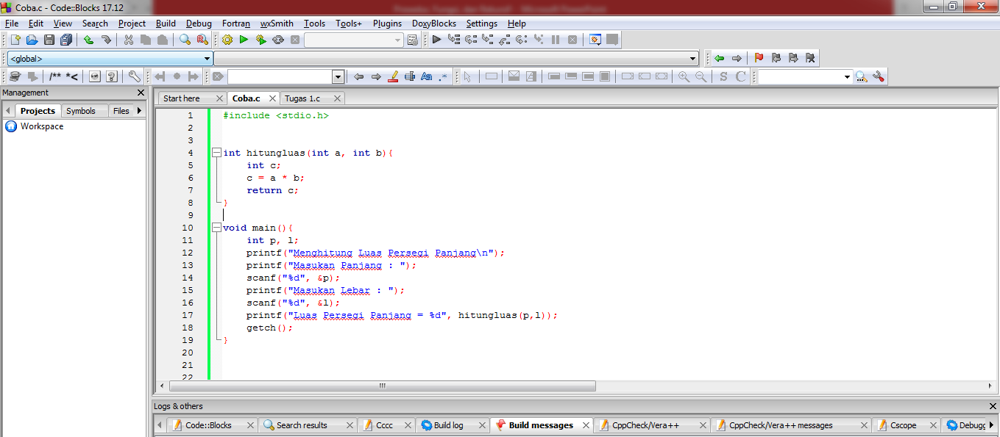 Coba.c - Code::Blocks 17.12
File Edit View Search Project Build Debug Fortran wxSmith Tools Tools+ Plugins DoxyBlocks Settings Help
<global>
/** *<
Aa .*
S C
Management
Start here Coba.c Tugas 1.c
Projects Symbols Files
Workspace
1 #include <stdio.h>
2
3
4 int hitungluas(int a, int b){
5 int c;
6 c = a * b;
7 return c;
8 }
9
10 void main(){
11 int p, l;
12 printf("Menghitung Luas Persegi Panjang\n");
13 printf("Masukan Panjang : ");
14 scanf("%d", &p);
15 printf("Masukan Lebar : ");
16 scanf("%d", &l);
17 printf("Luas Persegi Panjang = %d", hitungluas(p,l));
18 getch();
19 }
20
21
22
Logs & others
Code::Blocks Search results Cccc Build log Build messages CppCheck/Vera++ CppCheck/Vera++ messages Cscope Debugg